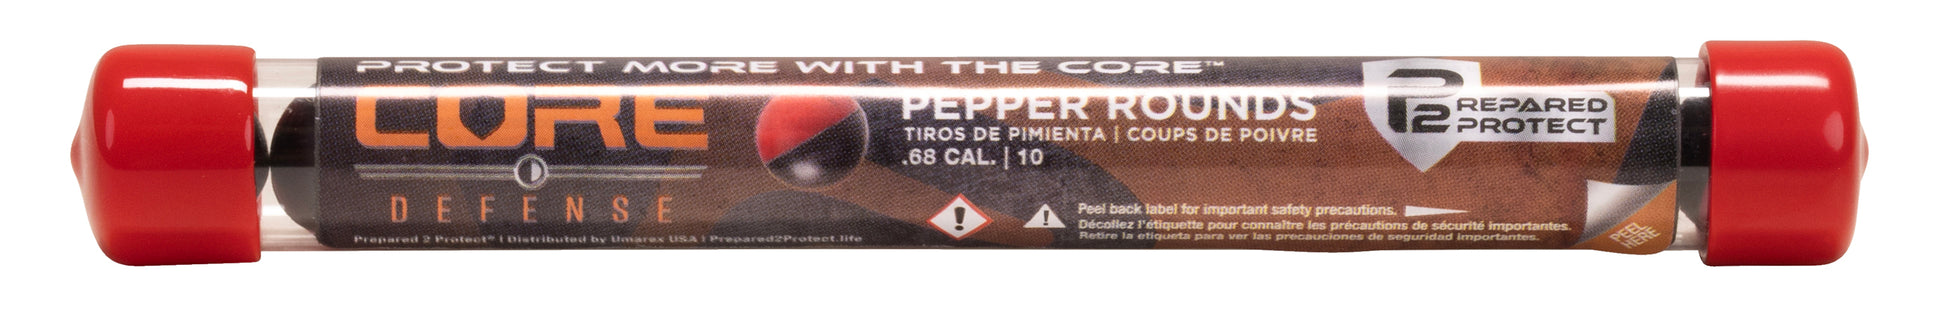 PROTECT MORE WITH THE CORE™
CORE
DEFENSE
Prepared 2 Protect® | Distributed by Umarex USA | Prepared2Protect.life
PEPPER ROUNDS
TIROS DE PIMIENTA | COUPS DE POIVRE
.68 CAL. | 10
P2
REPARED
PROTECT
Peel back label for important safety precautions.
Décollez l'étiquette pour connaître les précautions de sécurité importantes.
Retire la etiqueta para ver las precauciones de seguridad importantes.
PEEL
HERE